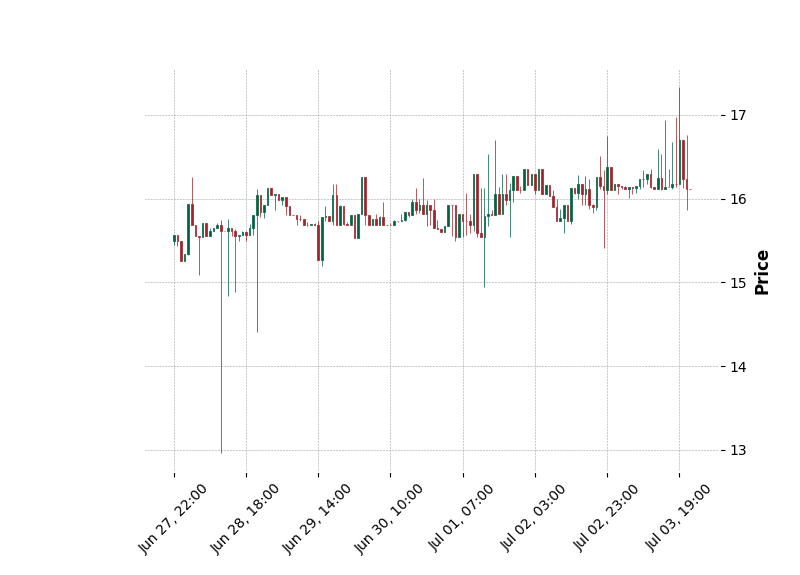 17
16
15
14
13
Price
Jun 27, 22:00
Jun 28, 18:00
Jun 29, 14:00
Jun 30, 10:00
Jul 01, 07:00
Jul 02, 03:00
Jul 02, 23:00
Jul 03, 19:00